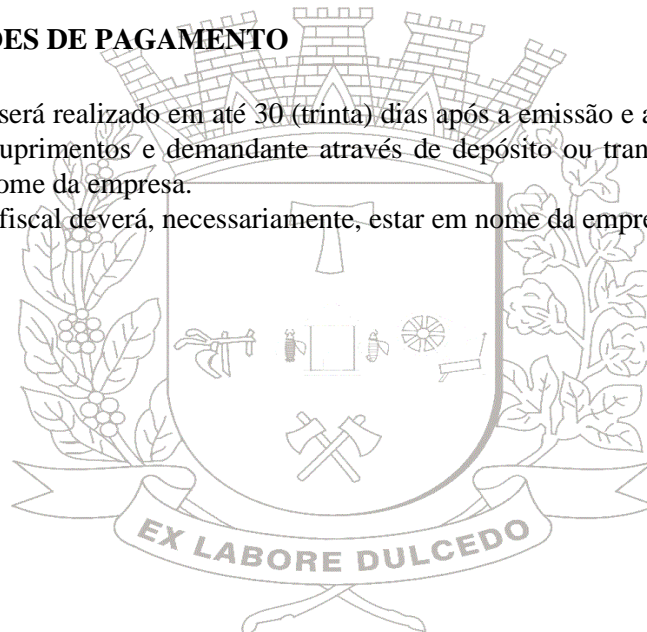 ÕES DE PAGAMENTO
será realizado em até 30 (trinta) dias após a emissão e a
uprimentos e demandante através de depósito ou tran
ome da empresa.
fiscal deverá, necessariamente, estar em nome da empre
EX LABORE DULCEDO